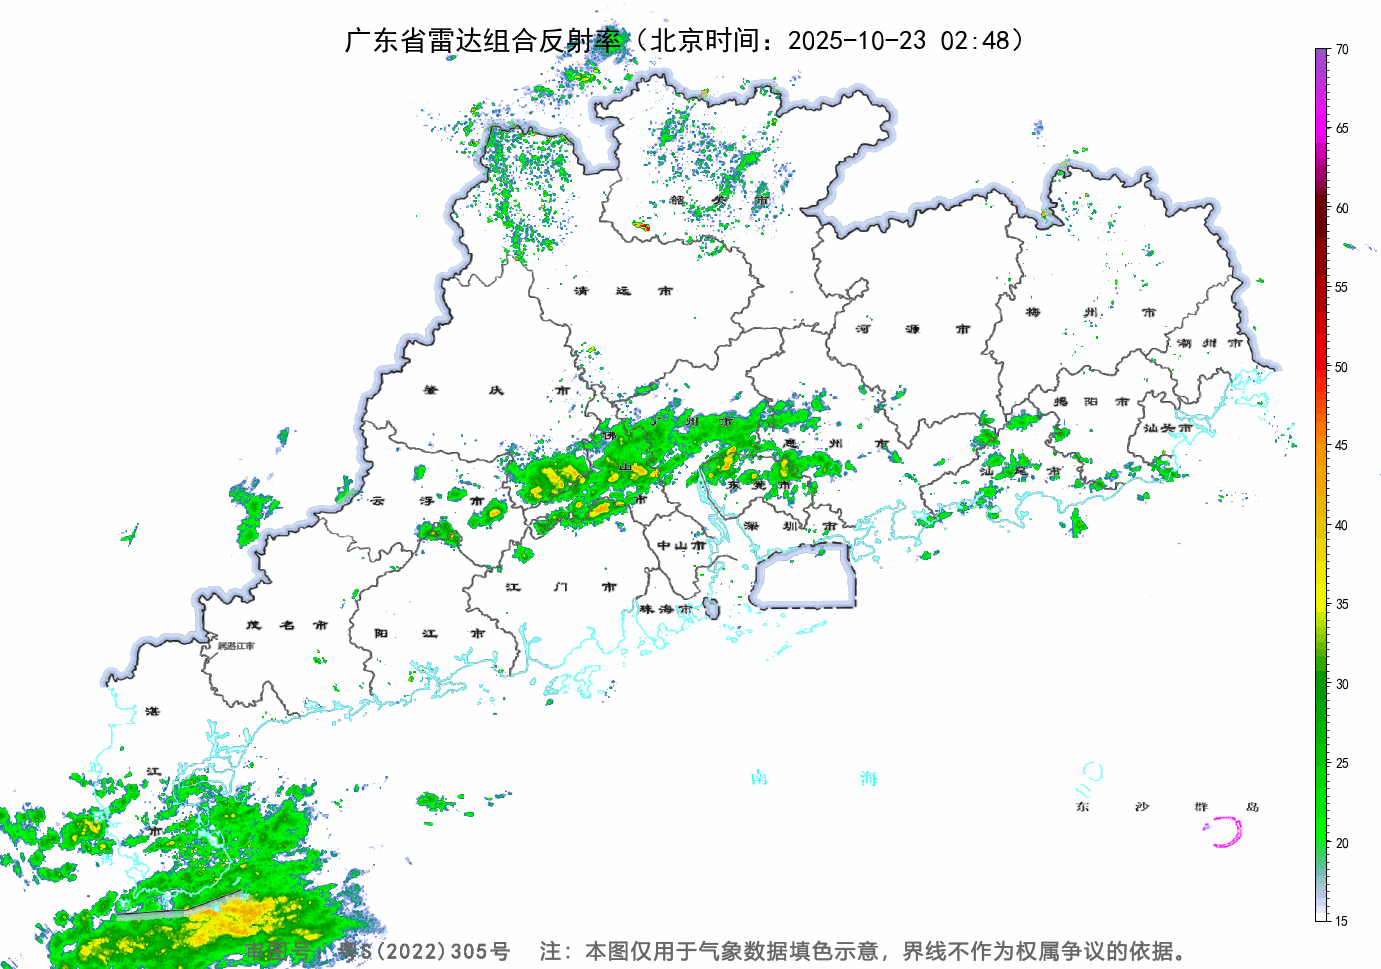 广东省雷达组合反射率（北京时间：2025-10-23 02:48）
70
65
60
55
50
45
40
35
30
25
20
15
韶关市
清远市
河源市
梅州市
潮州市
肇庆市
揭阳市
汕头市
广州市
佛山市
惠州市
东莞市
汕尾市
云浮市
深圳市
中山市
江门市
珠海市
茂名市
阳江市
属湛江市
湛江市
南海
东沙群岛
审图号：粤S(2022)305号 注：本图仅用于气象数据填色示意，界线不作为权属争议的依据。